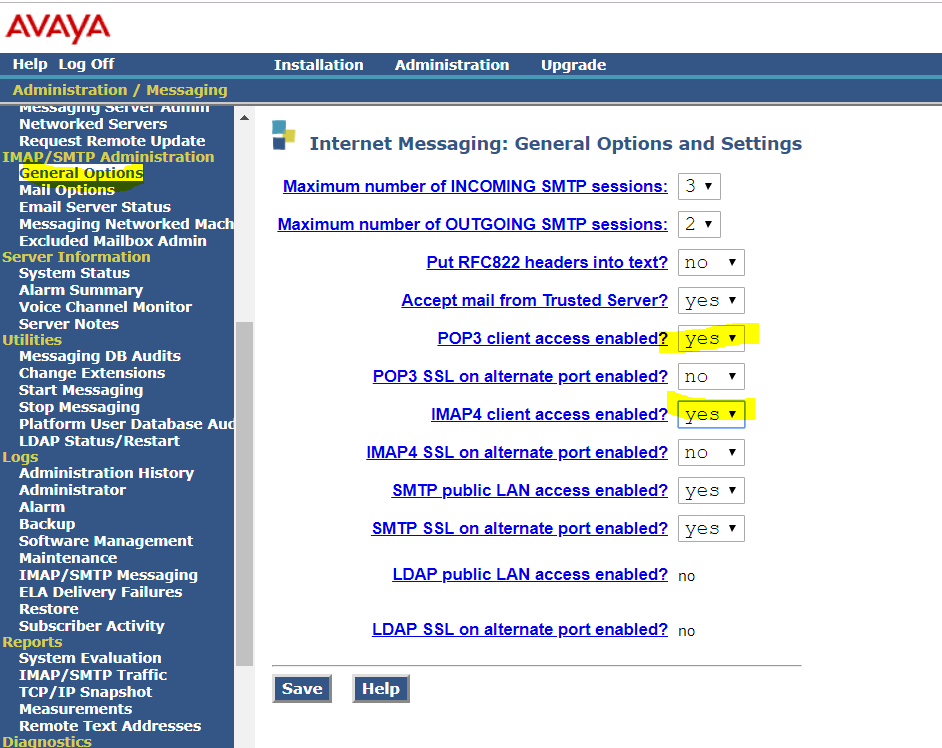 AVAYA
Help Log Off Installation Administration Upgrade
Administration / Messaging
Messaging Server Admin
Networked Servers
Request Remote Update
IMAP/SMTP Administration
General Options
Mail Options
Email Server Status
Messaging Networked Mach
Excluded Mailbox Admin
Server Information
System Status
Alarm Summary
Voice Channel Monitor
Server Notes
Utilities
Messaging DB Audits
Change Extensions
Start Messaging
Stop Messaging
Platform User Database Aud
LDAP Status/Restart
Logs
Administration History
Administrator
Alarm
Backup
Software Management
Maintenance
IMAP/SMTP Messaging
ELA Delivery Failures
Restore
Subscriber Activity
Reports
System Evaluation
IMAP/SMTP Traffic
TCP/IP Snapshot
Measurements
Remote Text Addresses
Diagnostics
Internet Messaging: General Options and Settings
Maximum number of INCOMING SMTP sessions: 3
Maximum number of OUTGOING SMTP sessions: 2
Put RFC822 headers into text? no
Accept mail from Trusted Server? yes
POP3 client access enabled? yes
POP3 SSL on alternate port enabled? no
IMAP4 client access enabled? yes
IMAP4 SSL on alternate port enabled? no
SMTP public LAN access enabled? yes
SMTP SSL on alternate port enabled? yes
LDAP public LAN access enabled? no
LDAP SSL on alternate port enabled? no
Save Help